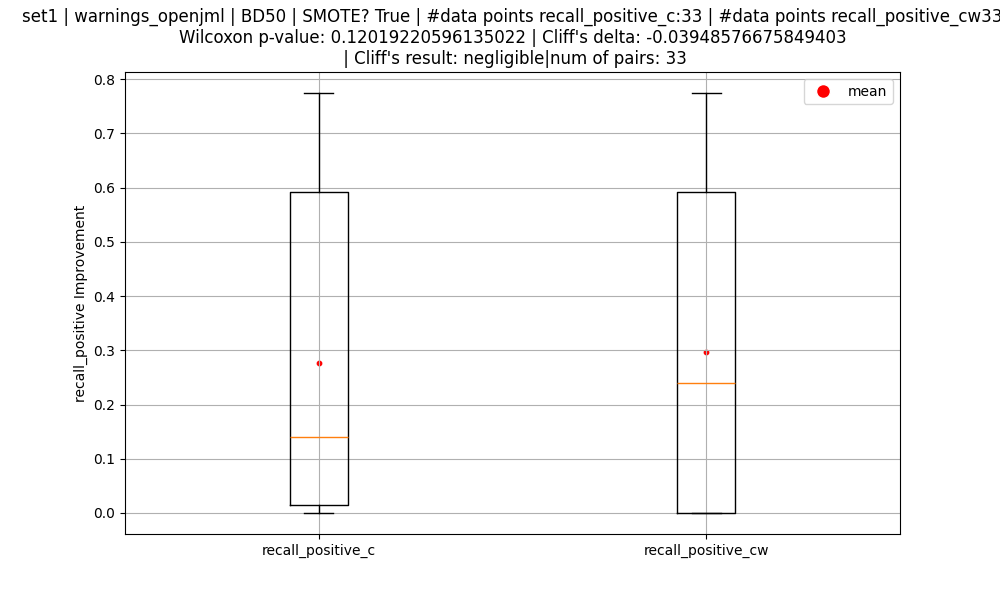 set1 | warnings_openjml | BD50 | SMOTE? True | #data points recall_positive_c:33 | #data points recall_positive_cw33
Wilcoxon p-value: 0.12019220596135022 | Cliff's delta: -0.03948576675849403
| Cliff's result: negligible|num of pairs: 33
mean
0.8
0.7
0.6
0.5
0.4
0.3
0.2
0.1
0.0
recall_positive Improvement
recall_positive_c
recall_positive_cw